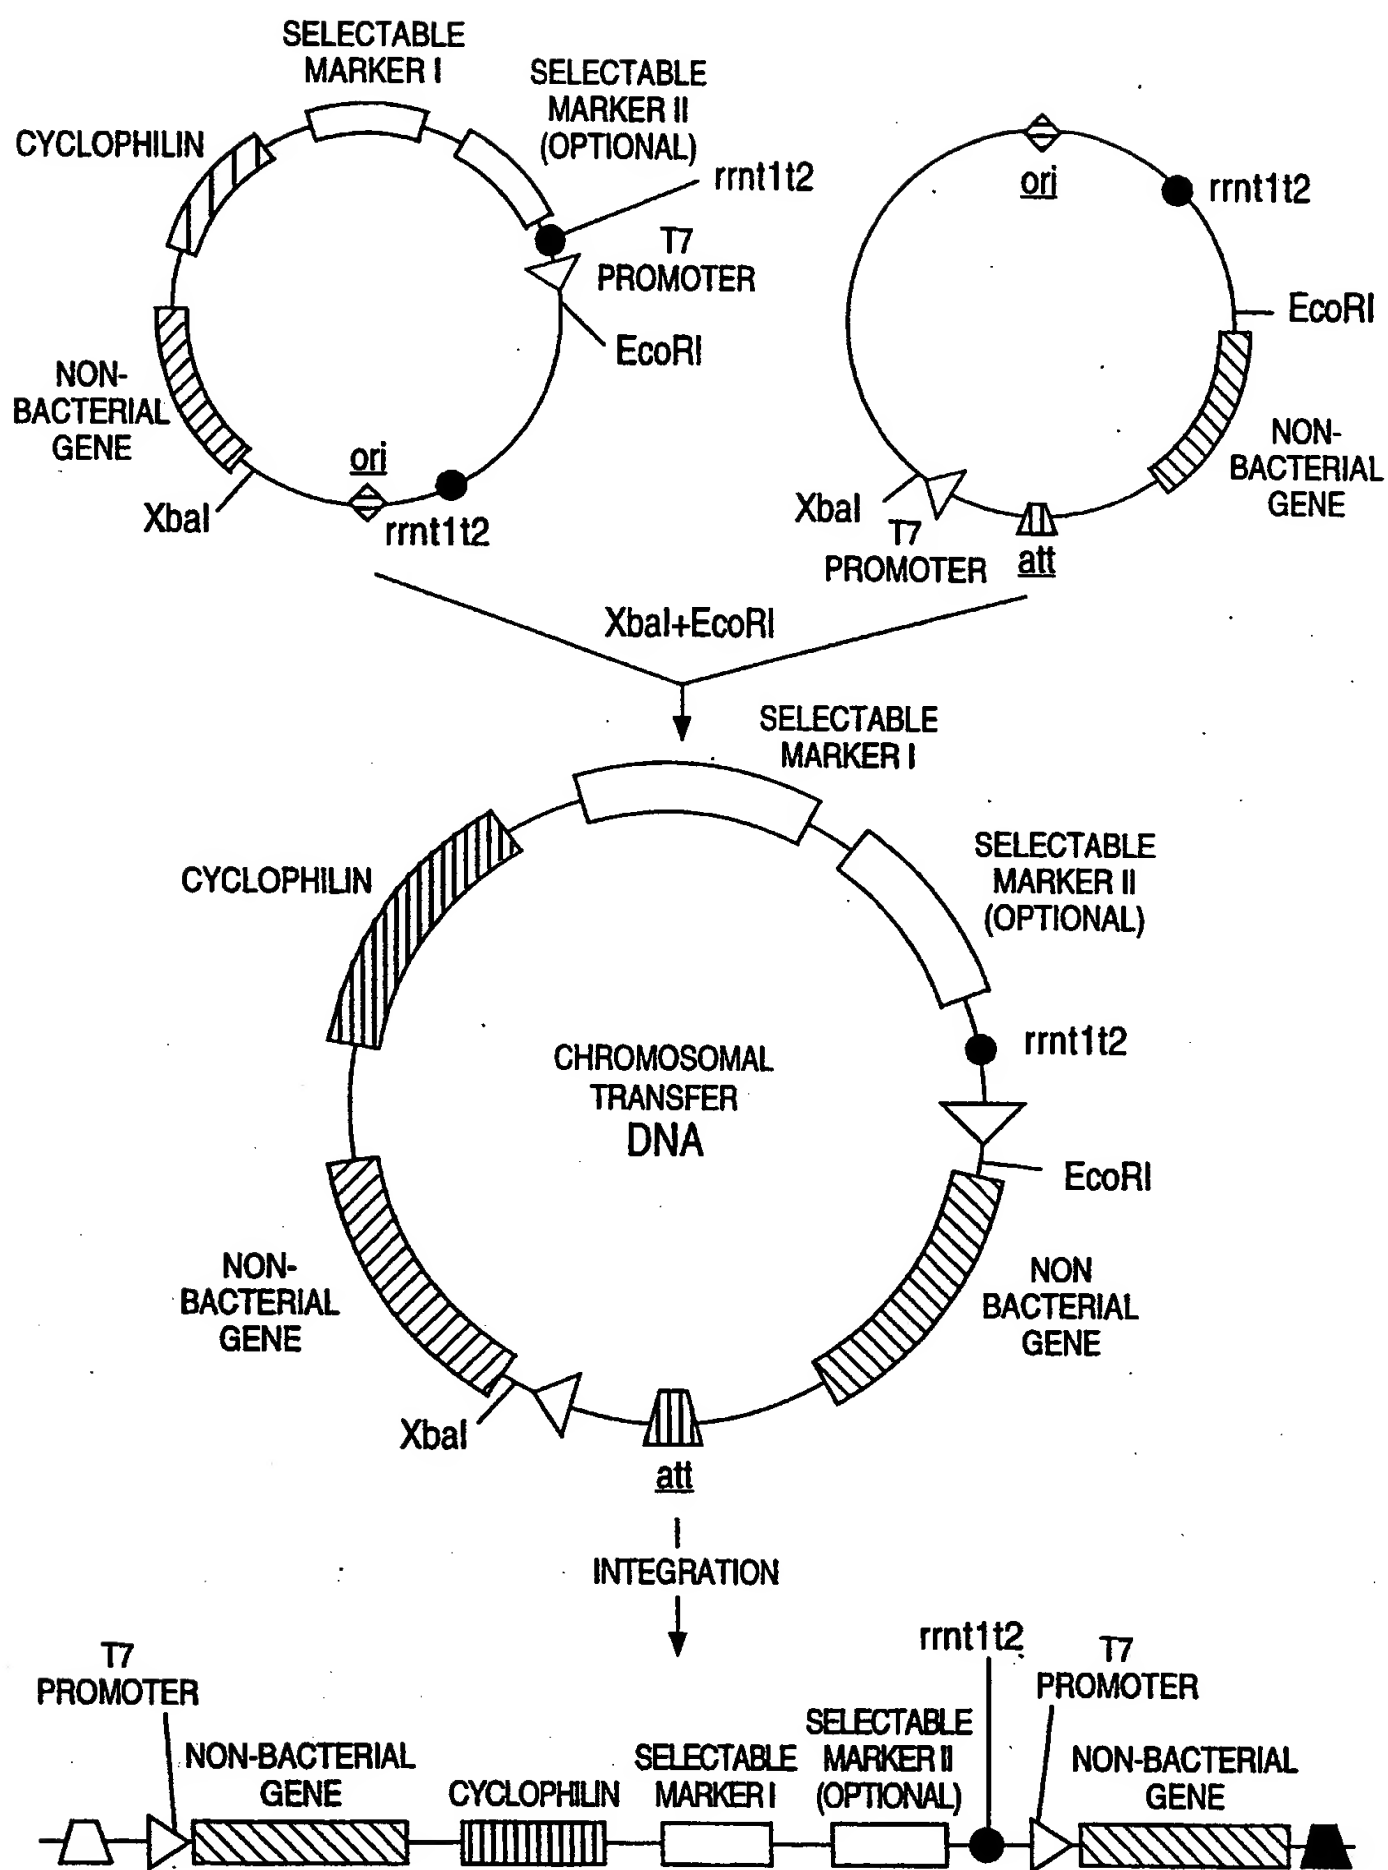 SELECTABLE
MARKER I
SELECTABLE
MARKER II
(OPTIONAL)
CYCLOPHILIN
rrnt1t2
T7
PROMOTER
EcoRI
NON-
BACTERIAL
GENE
XbaI
ori
rrnt1t2
ori
rrnt1t2
EcoRI
NON-
BACTERIAL
GENE
XbaI
T7
PROMOTER
att
XbaI+EcoRI
SELECTABLE
MARKER I
SELECTABLE
MARKER II
(OPTIONAL)
CYCLOPHILIN
rrnt1t2
CHROMOSOMAL
TRANSFER
DNA
EcoRI
NON-
BACTERIAL
GENE
NON
BACTERIAL
GENE
XbaI
att
INTEGRATION
T7
PROMOTER
NON-BACTERIAL
GENE
CYCLOPHILIN
SELECTABLE
MARKER I
SELECTABLE
MARKER II
(OPTIONAL)
rrnt1t2
T7
PROMOTER
NON-BACTERIAL
GENE